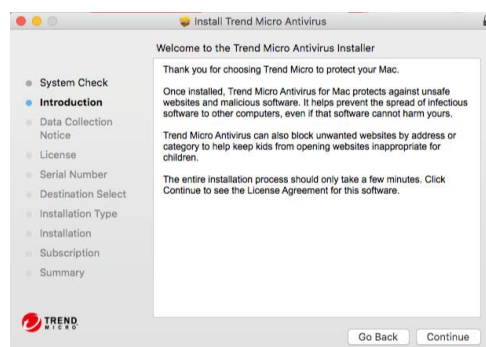 Install Trend Micro Antivirus
Welcome to the Trend Micro Antivirus Installer
System Check
Introduction
Data Collection
Notice
License
Serial Number
Destination Select
Installation Type
Installation
Subscription
Summary
Thank you for choosing Trend Micro to protect your Mac.
Once installed, Trend Micro Antivirus for Mac protects against unsafe
websites and malicious software. It helps prevent the spread of infectious
software to other computers, even if that software cannot harm yours.
Trend Micro Antivirus can also block unwanted websites by address or
category to help keep kids from opening websites inappropriate for
children.
The entire installation process should only take a few minutes. Click
Continue to see the License Agreement for this software.
TREND
MICRO
Go Back
Continue